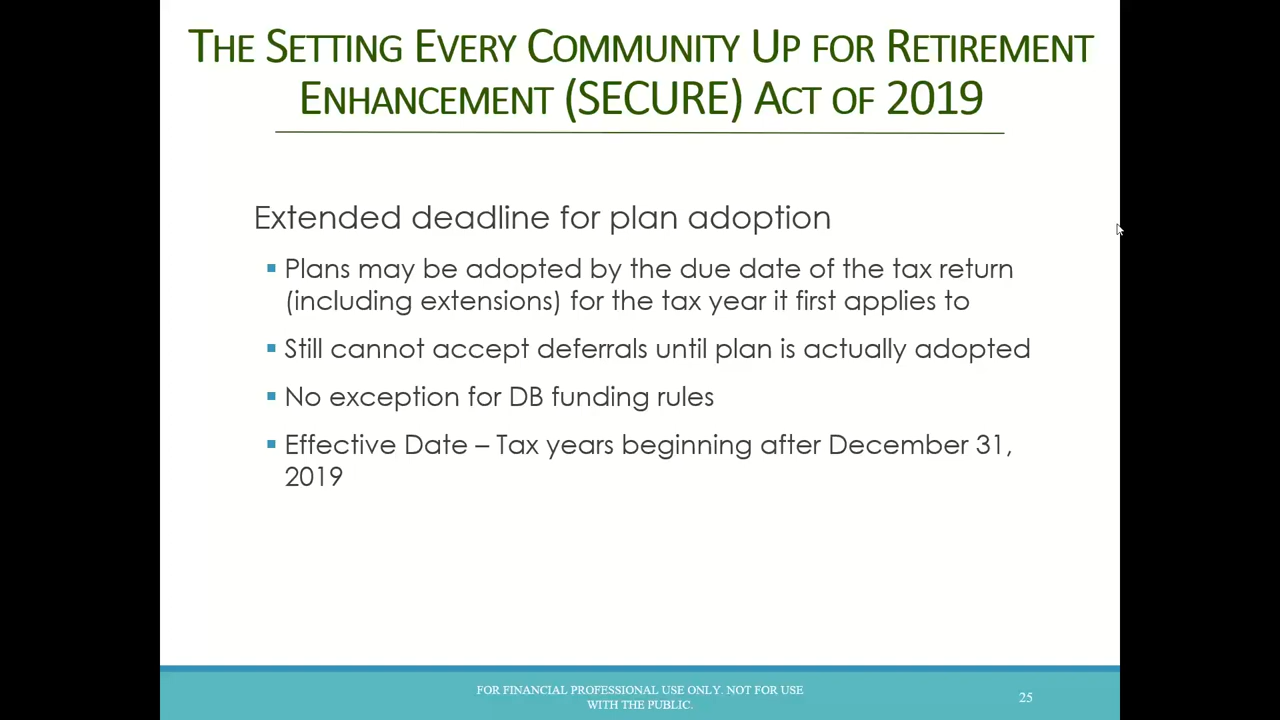 THE SETTING EVERY COMMUNITY UP FOR RETIREMENT
ENHANCEMENT (SECURE) ACT OF 2019
Extended deadline for plan adoption
▪ Plans may be adopted by the due date of the tax return
(including extensions) for the tax year it first applies to
▪ Still cannot accept deferrals until plan is actually adopted
▪ No exception for DB funding rules
▪ Effective Date – Tax years beginning after December 31,
2019
FOR FINANCIAL PROFESSIONAL USE ONLY. NOT FOR USE
WITH THE PUBLIC.
25